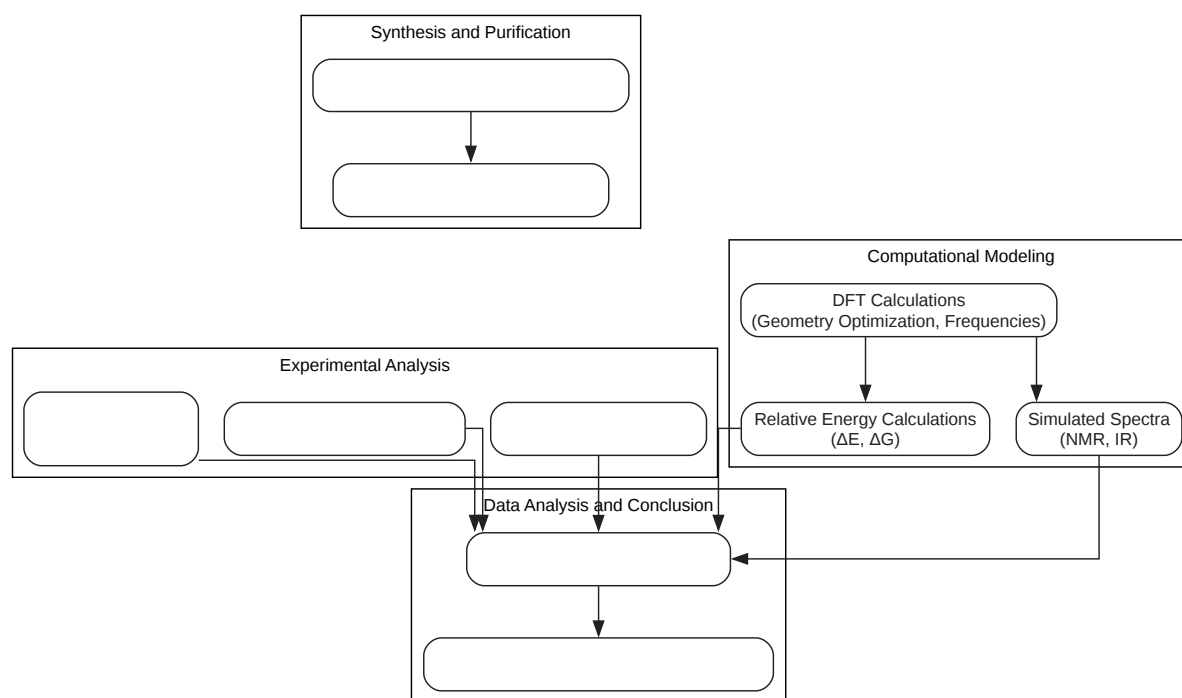 Synthesis and Purification
Computational Modeling
DFT Calculations
(Geometry Optimization, Frequencies)
Experimental Analysis
Relative Energy Calculations
(ΔE, ΔG)
Simulated Spectra
(NMR, IR)
Data Analysis and Conclusion